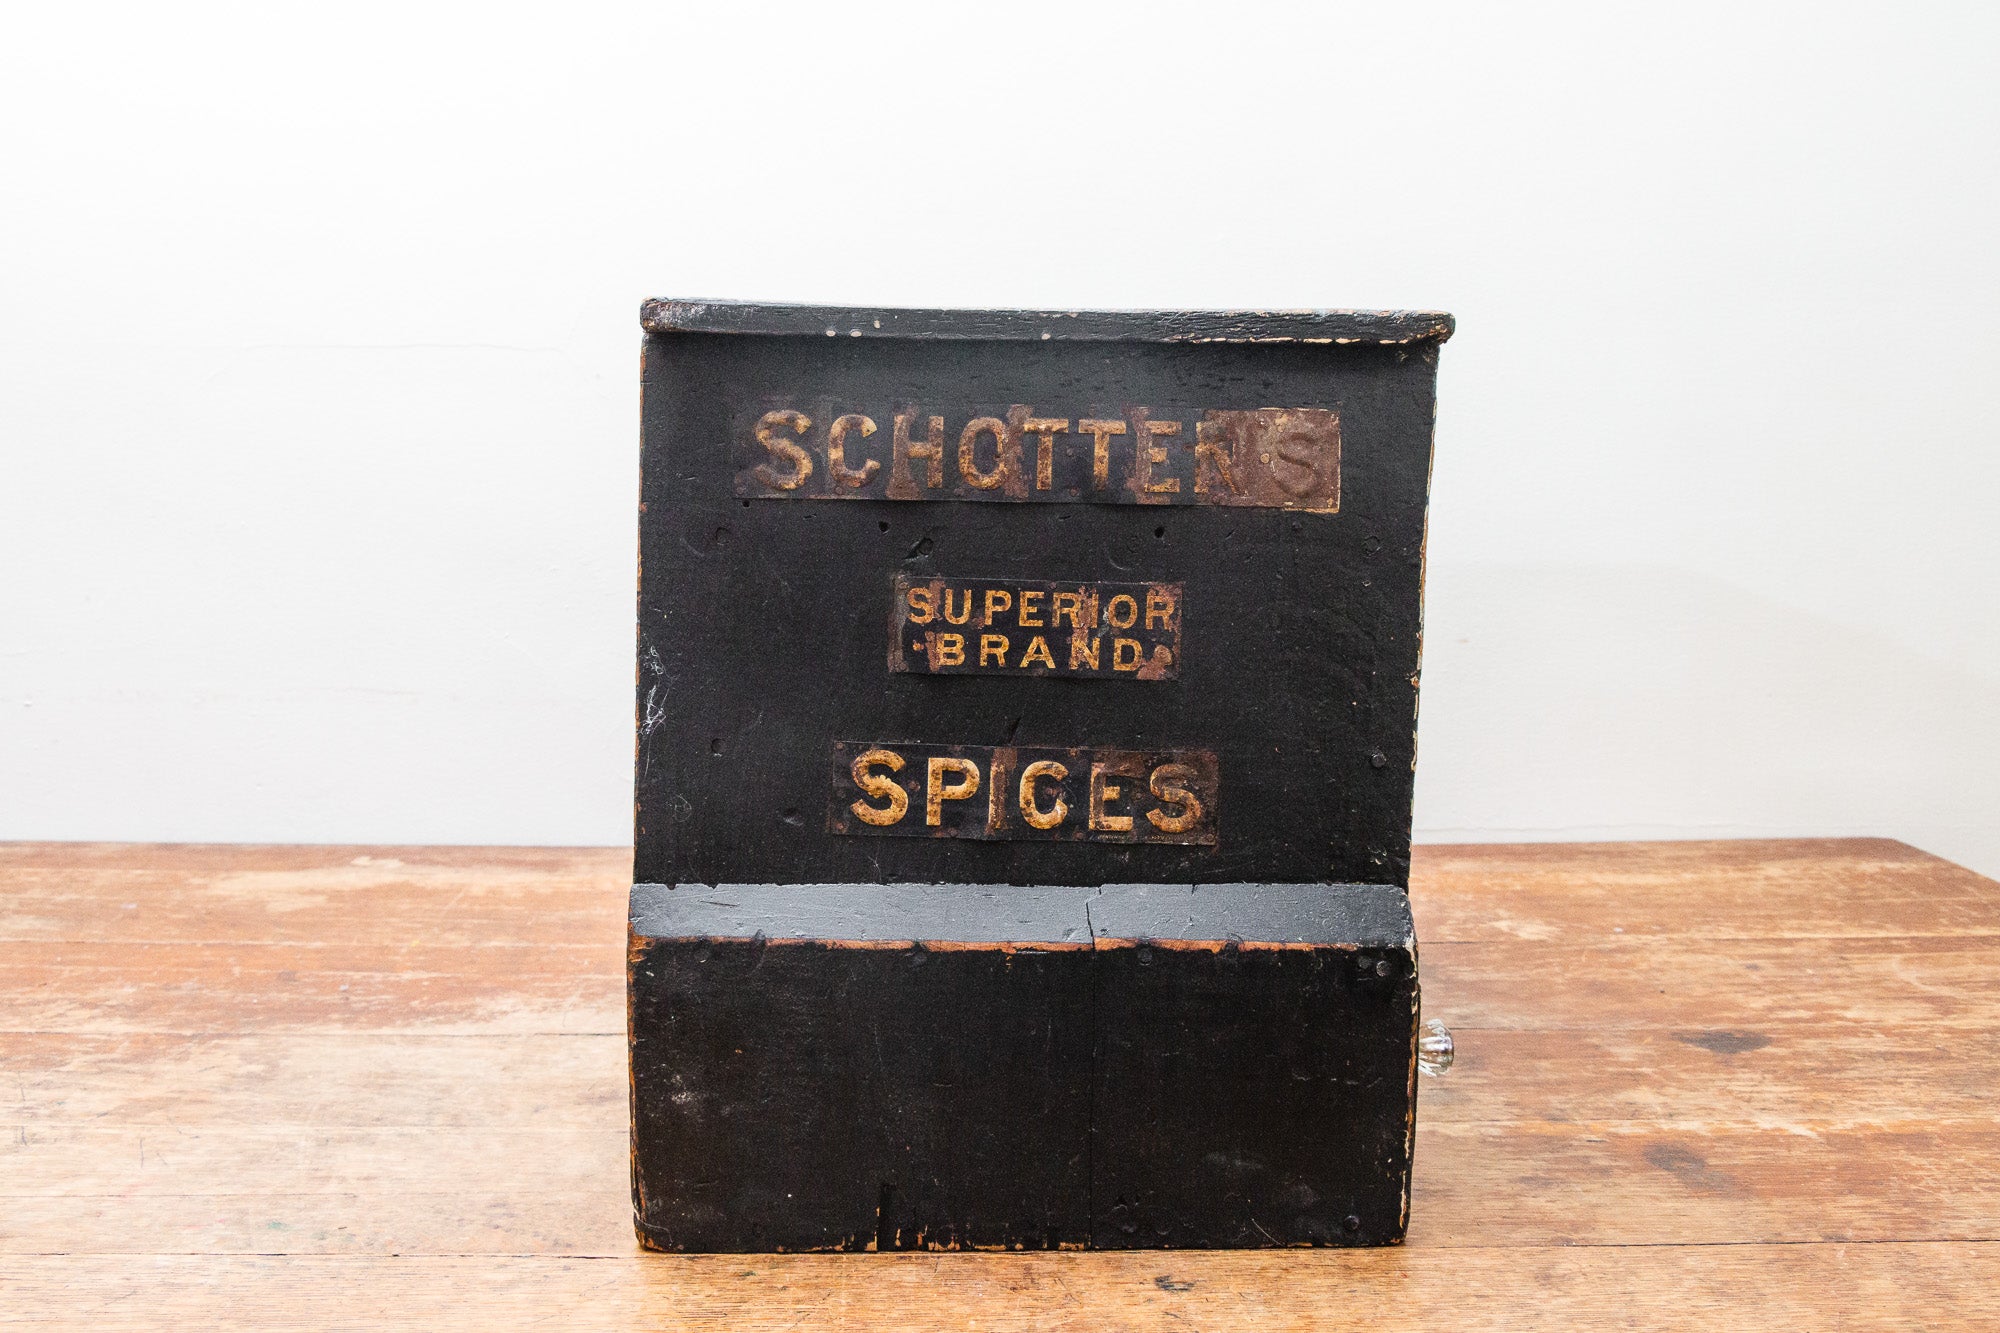 SCHOTTEN'S
SUPERIOR
BRAND
SPICES